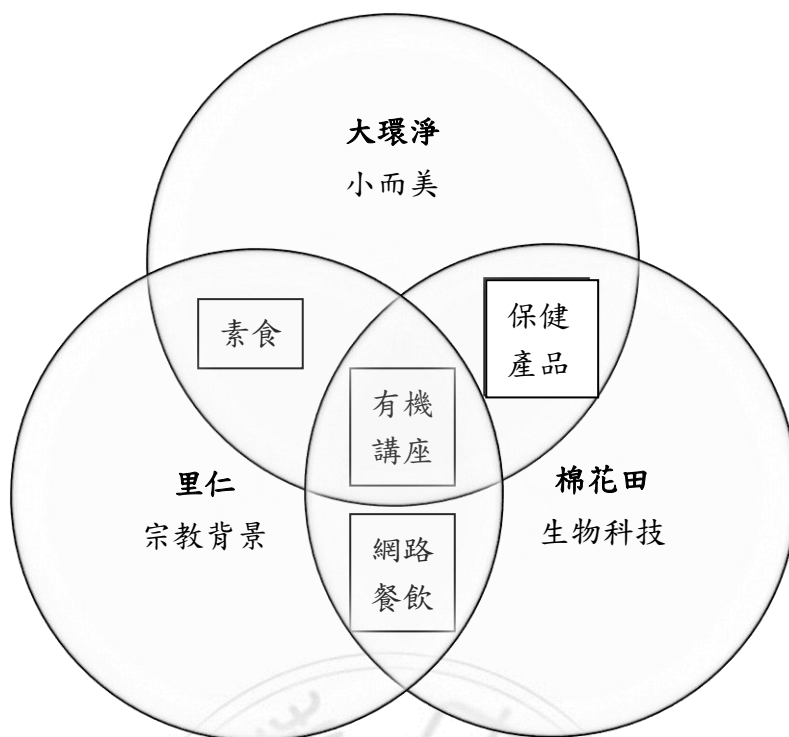 大環淨
小而美
素食
保健
產品
有機
講座
里仁
宗教背景
棉花田
生物科技
網路
餐飲